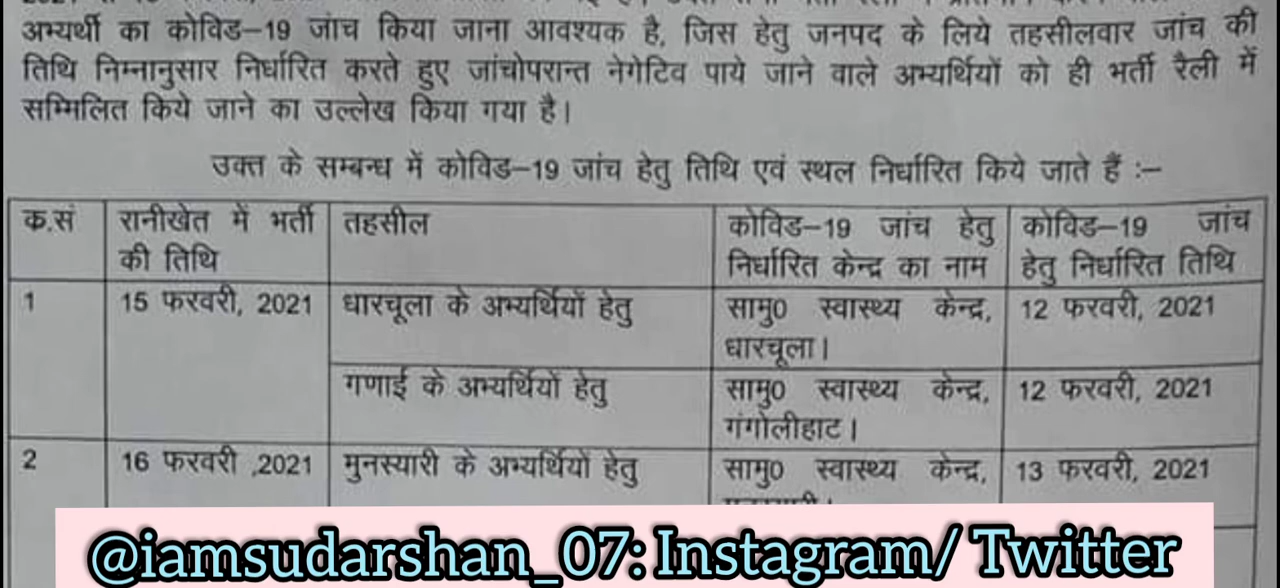 अभ्यर्थी का कोविड–19 जांच किया जाना आवश्यक है, जिस हेतु जनपद के लिये तहसीलवार जांच की
तिथि निम्नानुसार निर्धारित करते हुए जांचोपरान्त नेगेटिव पाये जाने वाले अभ्यर्थियों को ही भर्ती रैली में
सम्मिलित किये जाने का उल्लेख किया गया है।
उक्त के सम्बन्ध में कोविड–19 जांच हेतु तिथि एवं स्थल निर्धारित किये जाते हैं :–
क.सं रानीखेत में भर्ती तहसील कोविड–19 जांच हेतु कोविड–19 जांच
की तिथि निर्धारित केन्द्र का नाम हेतु निर्धारित तिथि
1 15 फरवरी, 2021 धारचूला के अभ्यर्थियों हेतु सामु0 स्वास्थ्य केन्द्र, 12 फरवरी, 2021
धारचूला।
गणाई के अभ्यर्थियों हेतु सामु0 स्वास्थ्य केन्द्र, 12 फरवरी, 2021
गंगोलीहाट।
2 16 फरवरी ,2021 मुनस्यारी के अभ्यर्थियों हेतु सामु0 स्वास्थ्य केन्द्र, 13 फरवरी, 2021
@iamsudarshan_07: Instagram/ Twitter